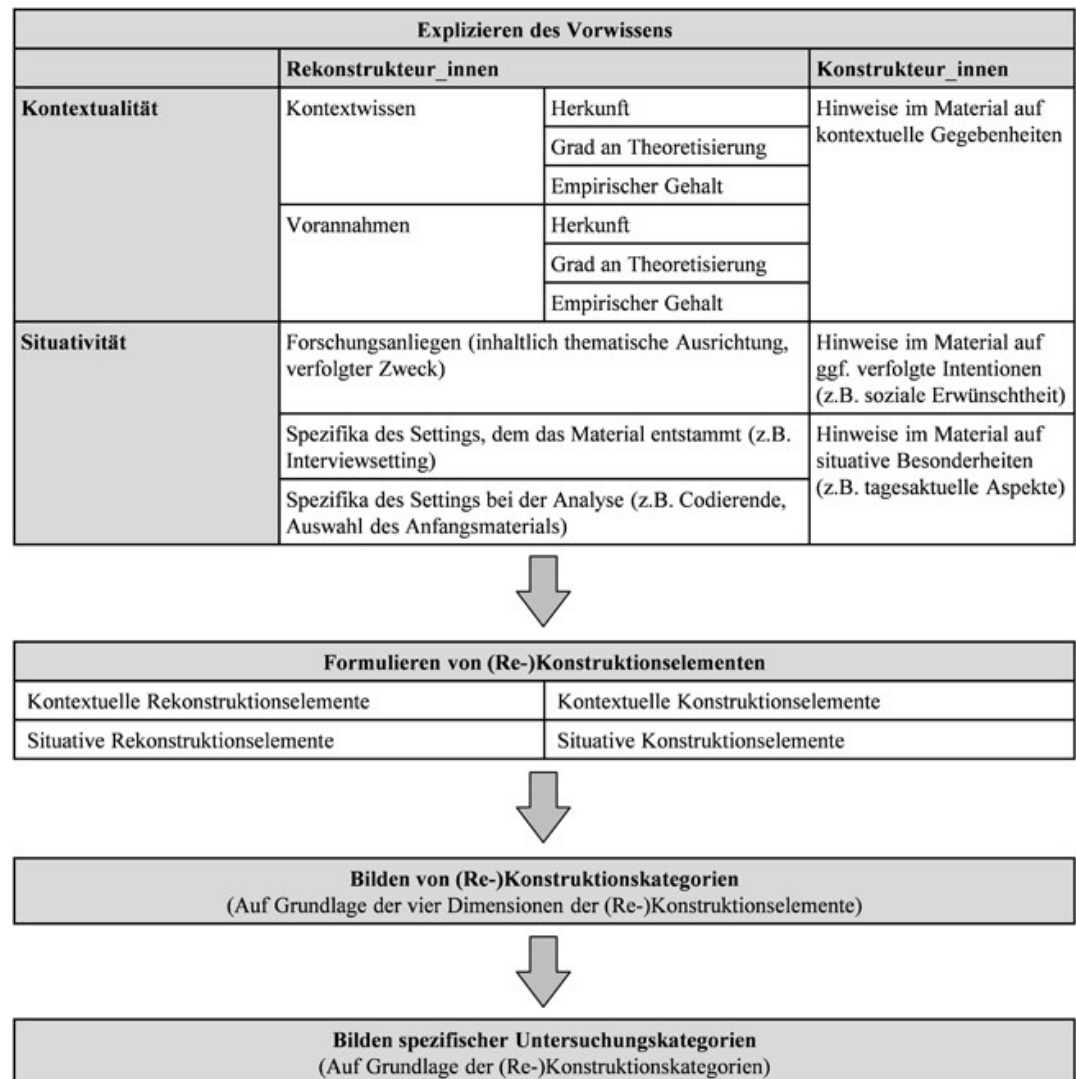 Explizieren des Vorwissens
Rekonstrukteur_innen
Konstrukteur_innen
Kontextualität
Kontextwissen
Herkunft
Grad an Theoretisierung
Empirischer Gehalt
Hinweise im Material auf
kontextuelle Gegebenheiten
Vorannahmen
Herkunft
Grad an Theoretisierung
Empirischer Gehalt
Situativität
Forschungsanliegen (inhaltlich thematische Ausrichtung,
verfolgter Zweck)
Hinweise im Material auf
ggf. verfolgte Intentionen
(z.B. soziale Erwünschtheit)
Spezifika des Settings, dem das Material entstammt (z.B.
Interviewsetting)
Hinweise im Material auf
situative Besonderheiten
(z.B. tagesaktuelle Aspekte)
Spezifika des Settings bei der Analyse (z.B. Codierende,
Auswahl des Anfangsmaterials)
Formulieren von (Re-)Konstruktionselementen
Kontextuelle Rekonstruktionselemente
Kontextuelle Konstruktionselemente
Situative Rekonstruktionselemente
Situative Konstruktionselemente
Bilden von (Re-)Konstruktionskategorien
(Auf Grundlage der vier Dimensionen der (Re-)Konstruktionselemente)
Bilden spezifischer Untersuchungskategorien
(Auf Grundlage der (Re-)Konstruktionskategorien)